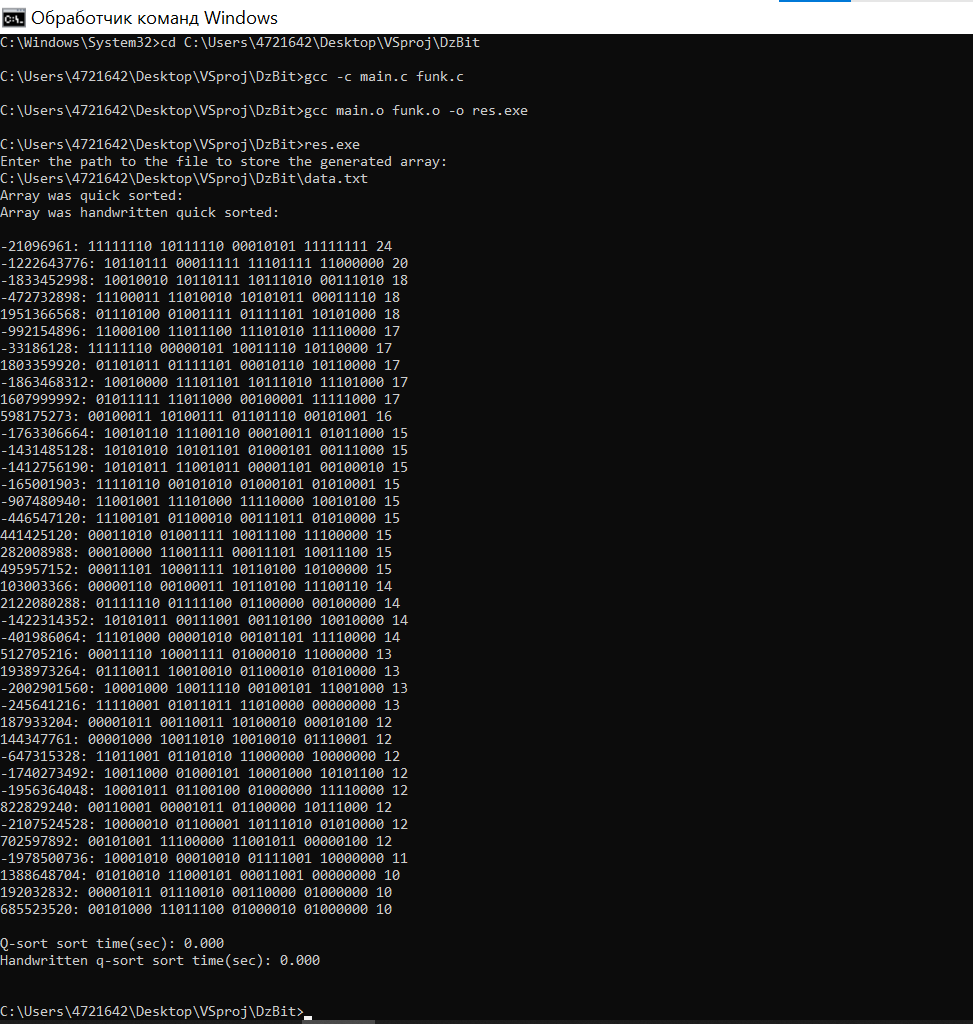 Обработчик команд Windows
C:\Windows\System32>cd C:\Users\4721642\Desktop\VSproj\DzBit
C:\Users\4721642\Desktop\VSproj\DzBit>gcc -c main.c funk.c
C:\Users\4721642\Desktop\VSproj\DzBit>gcc main.o funk.o -o res.exe
C:\Users\4721642\Desktop\VSproj\DzBit>res.exe
Enter the path to the file to store the generated array:
C:\Users\4721642\Desktop\VSproj\DzBit\data.txt
Array was quick sorted:
Array was handwritten quick sorted:
-21096961: 11111110 10111110 00010101 11111111 24
-1222643776: 10110111 00011111 11101111 11000000 20
-1833452998: 10010010 10110111 10111010 00111010 18
-472732898: 11100011 11010010 10101011 00011110 18
1951366568: 01110100 01001111 01111101 10101000 18
-992154896: 11000100 11011100 11101010 11110000 17
-33186128: 11111110 00000101 10011110 10110000 17
1803359920: 01101011 01111101 00010110 10110000 17
-1863468312: 10010000 11101101 10111010 11101000 17
1607999992: 01011111 11011000 00100001 11111000 17
598175273: 00100011 10100111 01101110 00101001 16
-1763306664: 10010110 11100110 00010011 01011000 15
-1431485128: 10101010 10101101 01000101 00111000 15
-1412756190: 10101011 11001011 00001101 00100010 15
-165001903: 11110110 00101010 01000101 01010001 15
-907480940: 11001001 11101000 11110000 10010100 15
-446547120: 11100101 01100010 00111011 01010000 15
441425120: 00011010 01001111 10011100 11100000 15
282008988: 00010000 11001111 00011101 10011100 15
495957152: 00011101 10001111 10110100 10100000 15
103003366: 00000110 00100011 10110100 11100110 14
2122080288: 01111110 01111100 01100000 00100000 14
-1422314352: 10101011 00111001 00110100 10010000 14
-401986064: 11101000 00001010 00101101 11110000 14
512705216: 00011110 10001111 01000010 11000000 13
1938973264: 01110011 10010010 01100010 01010000 13
-2002901560: 10001000 10011110 00100101 11001000 13
-245641216: 11110001 01011011 11010000 00000000 13
187933204: 00001011 00110011 10100010 00010100 12
144347761: 00001000 10011010 10010010 01110001 12
-647315328: 11011001 01101010 11000000 10000000 12
-1740273492: 10011000 01000101 10001000 10101100 12
-1956364048: 10001011 01100100 01000000 11110000 12
822829240: 00110001 00001011 01100000 10111000 12
-2107524528: 10000010 01100001 10111010 01010000 12
702597892: 00101001 11100000 11001011 00000100 12
-1978500736: 10001010 00010010 01111001 10000000 11
1388648704: 01010010 11000101 00011001 00000000 10
192032832: 00001011 01110010 00110000 01000000 10
685523520: 00101000 11011100 01000010 01000000 10
Q-sort sort time(sec): 0.000
Handwritten q-sort sort time(sec): 0.000
C:\Users\4721642\Desktop\VSproj\DzBit>